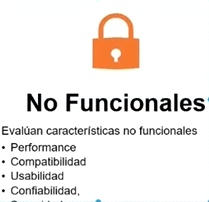 No Funcionales
Evalúan características no funcionales
• Performance
• Compatibilidad
• Usabilidad
• Confiabilidad,